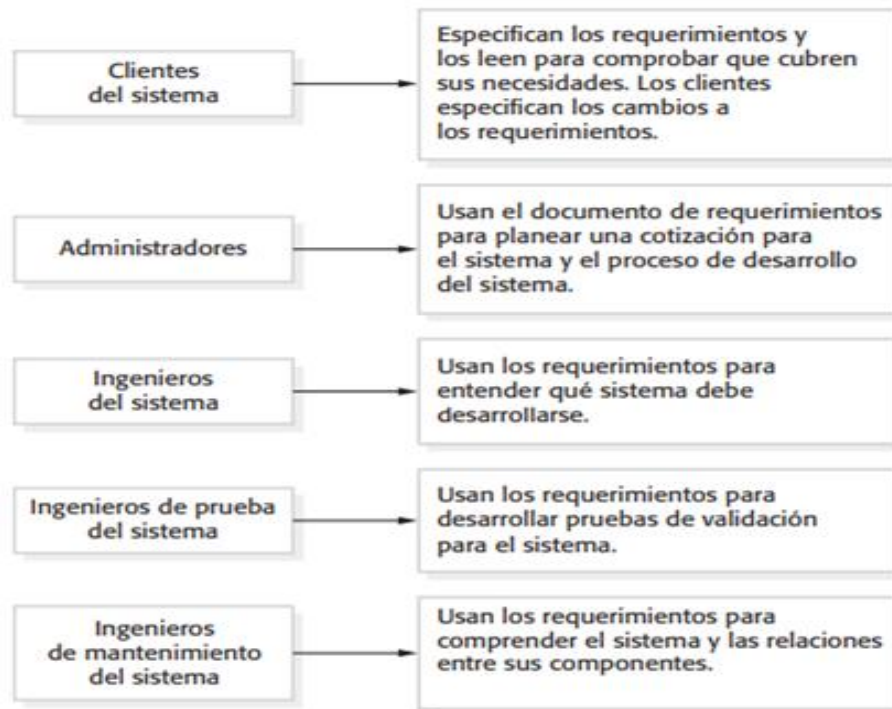 Clientes
del sistema
Especifican los requerimientos y
los leen para comprobar que cubren
sus necesidades. Los clientes
especifican los cambios a
los requerimientos.
Administradores
Usan el documento de requerimientos
para planear una cotización para
el sistema y el proceso de desarrollo
del sistema.
Ingenieros
del sistema
Usan los requerimientos para
entender qué sistema debe
desarrollarse.
Ingenieros de prueba
del sistema
Usan los requerimientos para
desarrollar pruebas de validación
para el sistema.
Ingenieros
de mantenimiento
del sistema
Usan los requerimientos para
comprender el sistema y las relaciones
entre sus componentes.